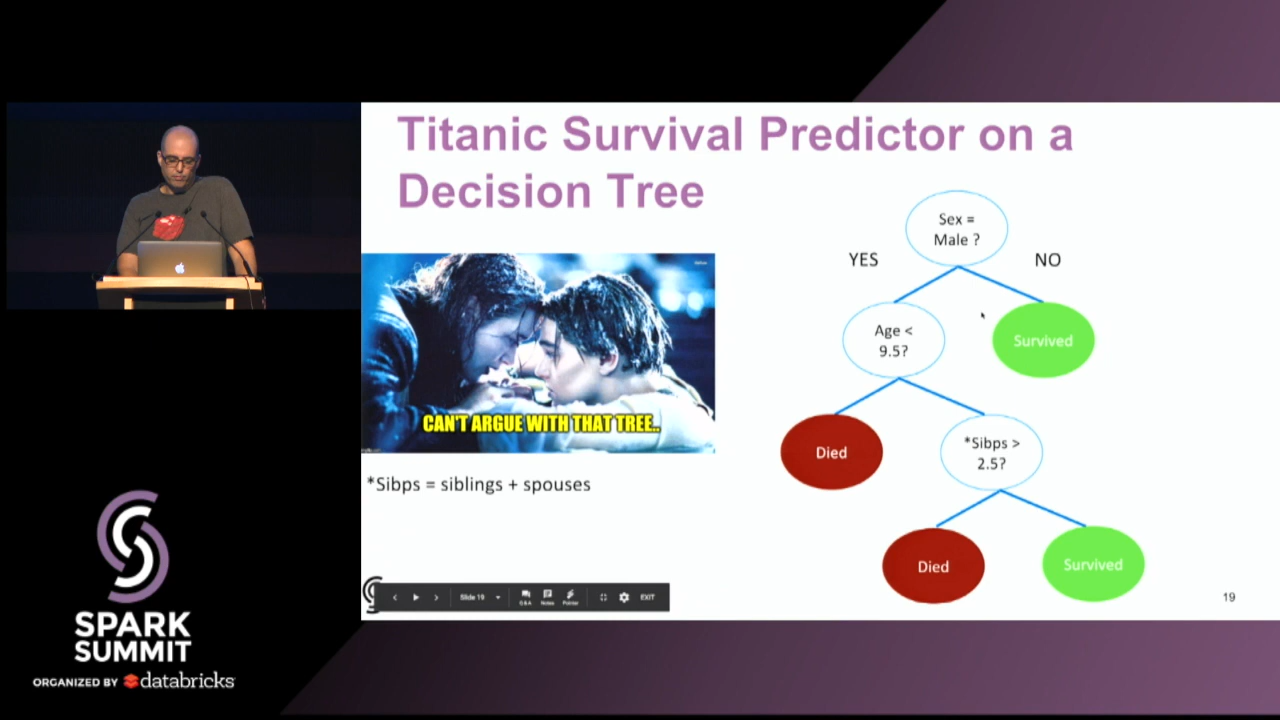 Titanic Survival Predictor on a
Decision Tree
Sex =
Male ?
YES
NO
Age <
9.5?
Survived
CAN'T ARGUE WITH THAT TREE..
Died
*Sibps >
2.5?
*Sibps = siblings + spouses
Died
Survived
Slide 19
Q&A
Notes
Pointer
EXIT
19
SPARK
SUMMIT
ORGANIZED BY databricks